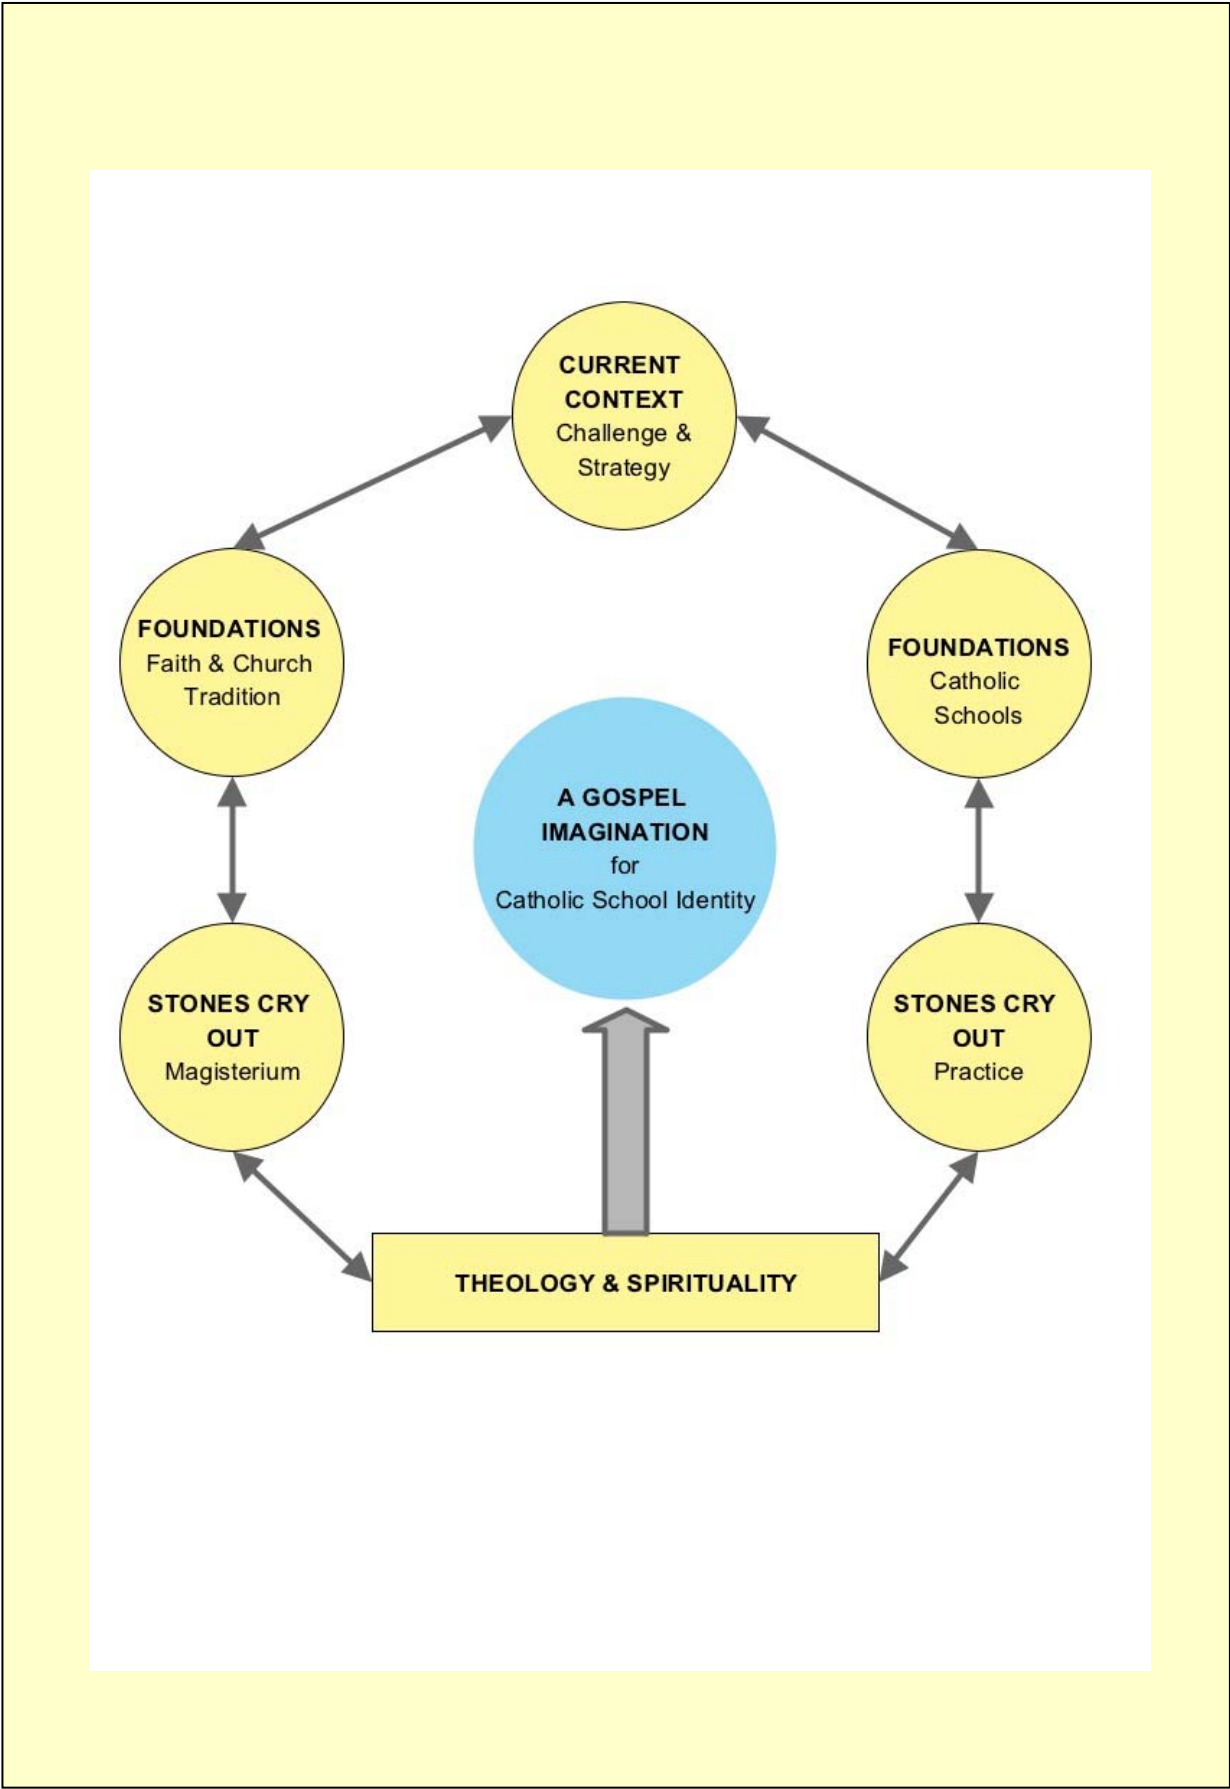 CURRENT
CONTEXT
Challenge &
Strategy
FOUNDATIONS
Faith & Church
Tradition
FOUNDATIONS
Catholic
Schools
A GOSPEL
IMAGINATION
for
Catholic School Identity
STONES CRY
OUT
Magisterium
STONES CRY
OUT
Practice
THEOLOGY & SPIRITUALITY